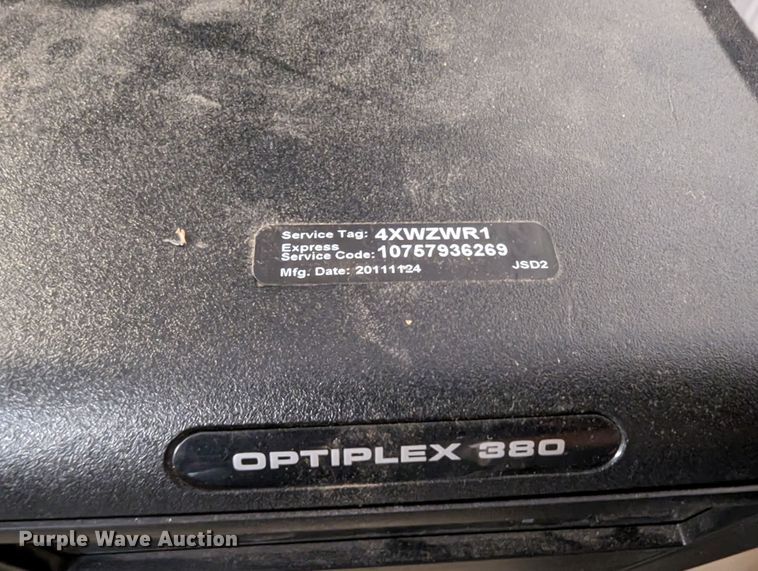 Service Tag: 4XWZWR1
Express
Service Code: 10757936269
Mfg. Date: 20111124
JSD2
OPTIPLEX 380
Purple Wave Auction